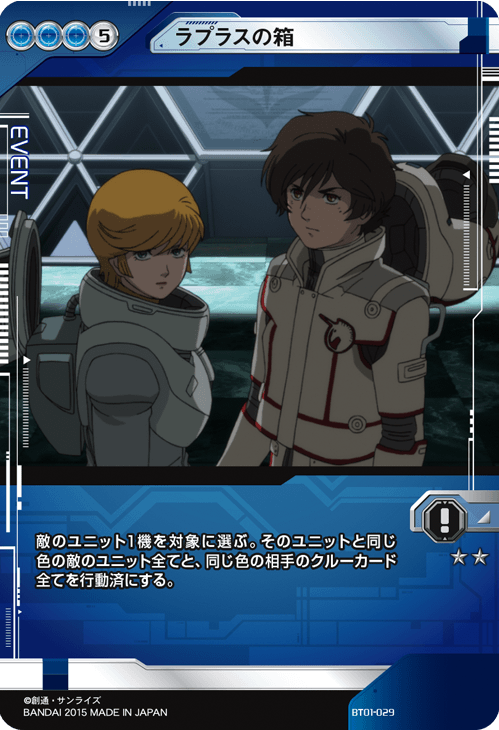 5
ラプラスの箱
EVENT
敵のユニット1機を対象に選ぶ。そのユニットと同じ
色の敵のユニット全てと、同じ色の相手のクルーカード
全てを行動済にする。
©創通・サンライズ
BANDAI 2015 MADE IN JAPAN
BT01-029